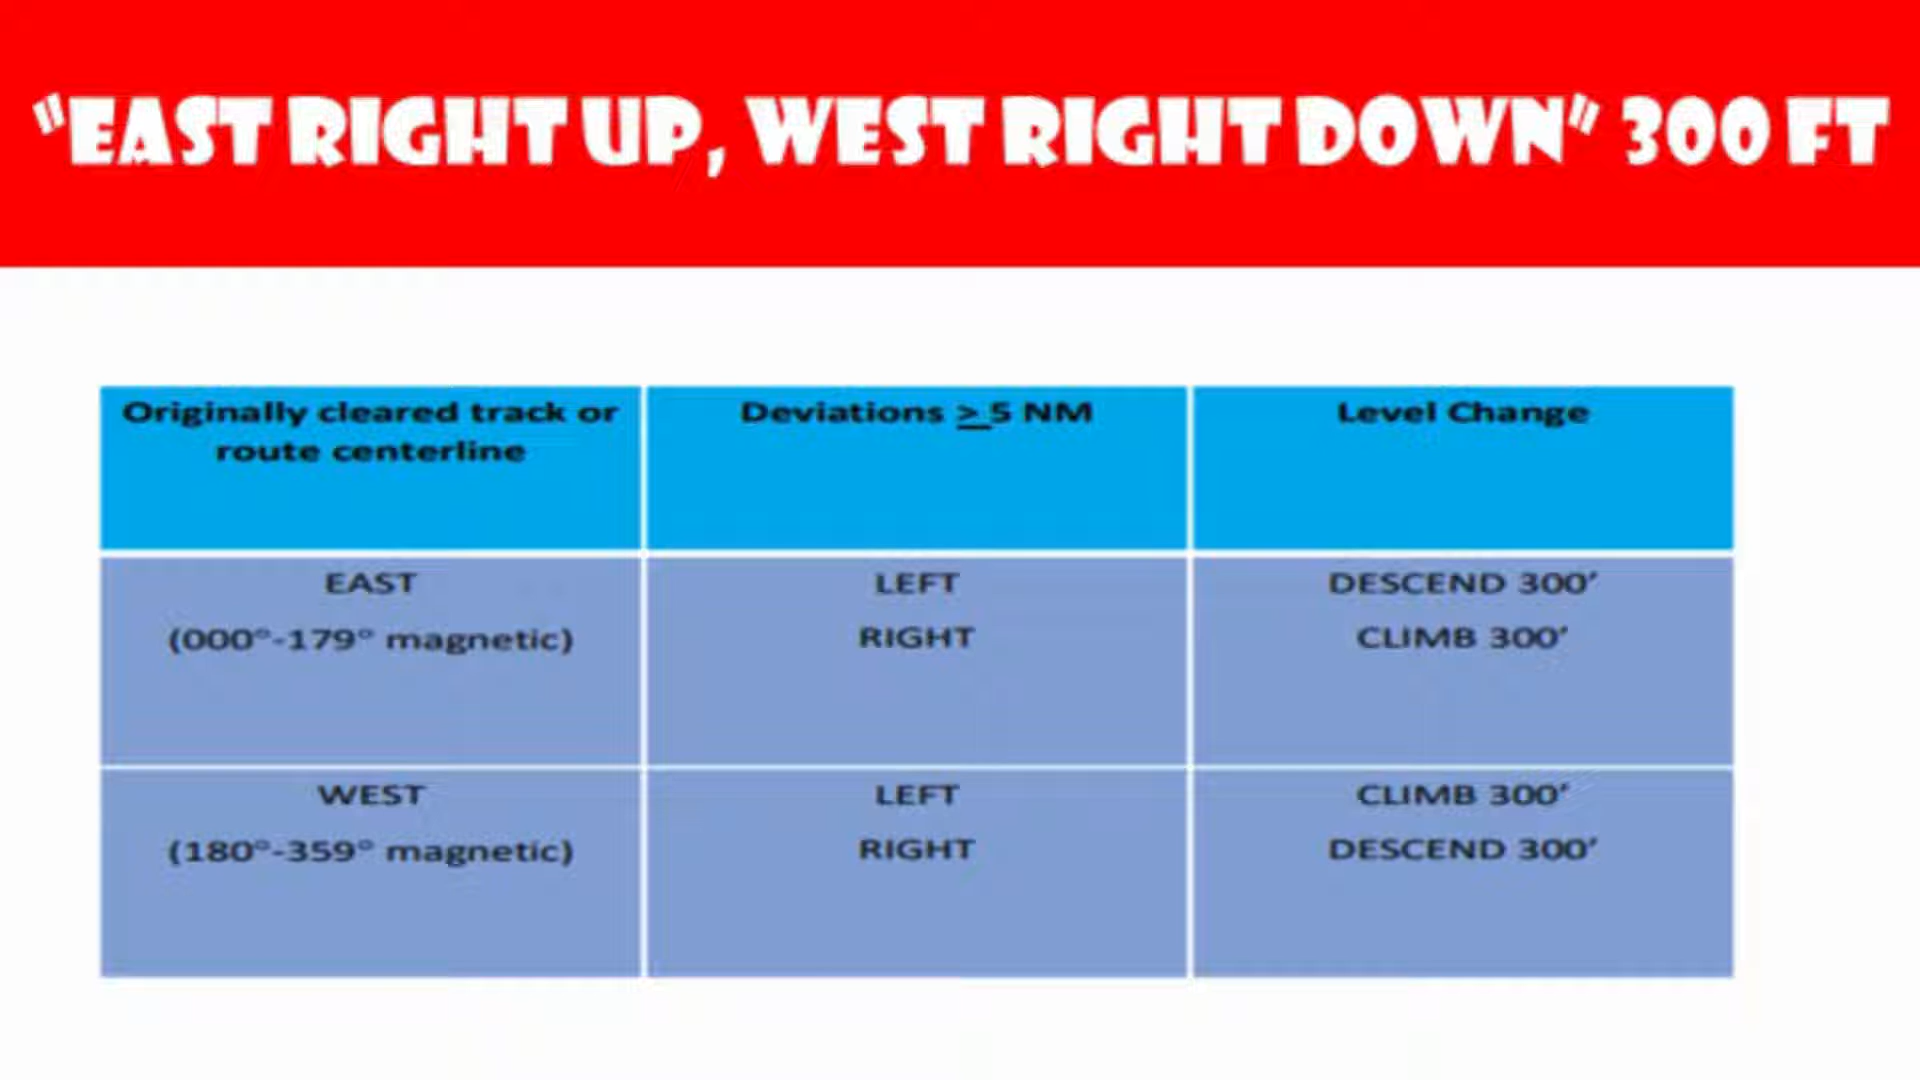 "EAST RIGHT UP, WEST RIGHT DOWN" 300 FT
Originally cleared track or
route centerline
Deviations ≥ 5 NM
Level Change
EAST
(000°-179° magnetic)
LEFT
RIGHT
DESCEND 300'
CLIMB 300'
WEST
(180°-359° magnetic)
LEFT
RIGHT
CLIMB 300'
DESCEND 300'